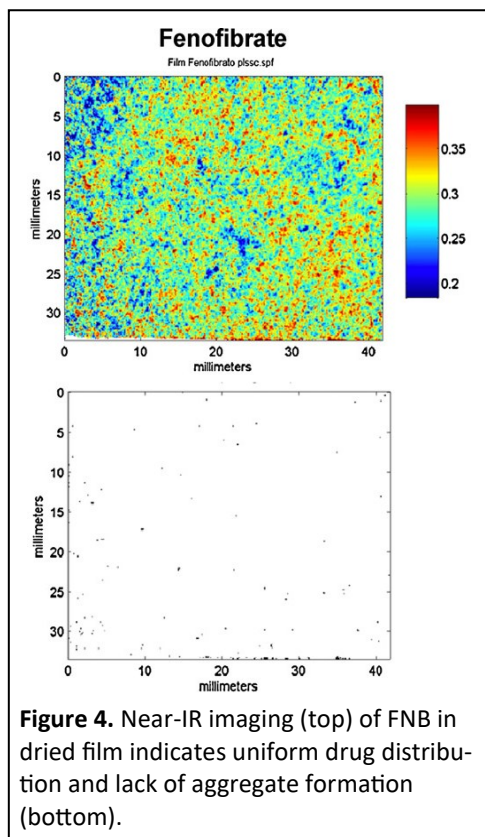 Fenofibrate
Film Fenofibrato plssc.spf
0
5
10
15
20
25
30
millimeters
0 10 20 30 40
millimeters
0.35
0.3
0.25
0.2
0
5
10
15
20
25
30
millimeters
0 10 20 30 40
millimeters
Figure 4. Near-IR imaging (top) of FNB in
dried film indicates uniform drug distribu-
tion and lack of aggregate formation
(bottom).